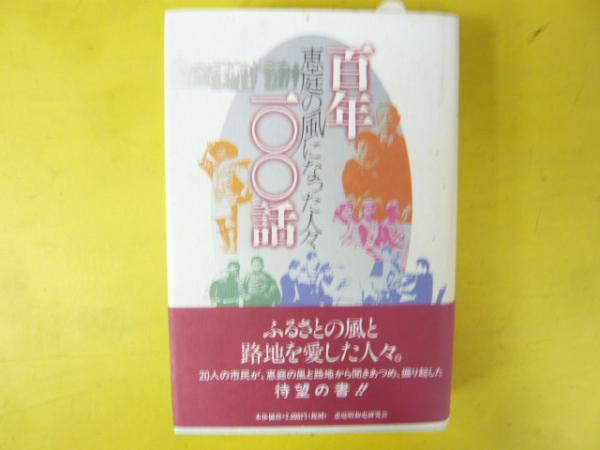 百年
一〇〇話
恵庭の風になった人々
ふるさとの風と
路地を愛した人々。
20人の市民が、恵庭の風と路地から聞きあつめ、掘り起した
待望の書!!